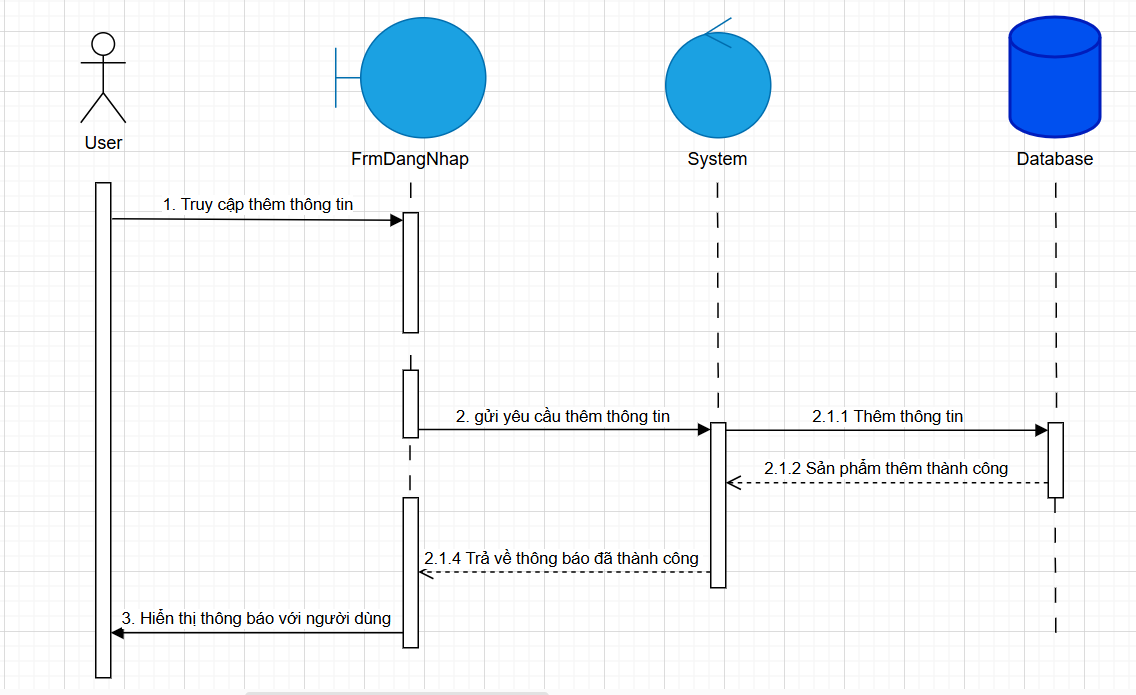 User
FrmDangNhap
System
Database
1. Truy cập thêm thông tin
2. gửi yêu cầu thêm thông tin
2.1.1 Thêm thông tin
2.1.2 Sản phẩm thêm thành công
2.1.4 Trả về thông báo đã thành công
3. Hiển thị thông báo với người dùng